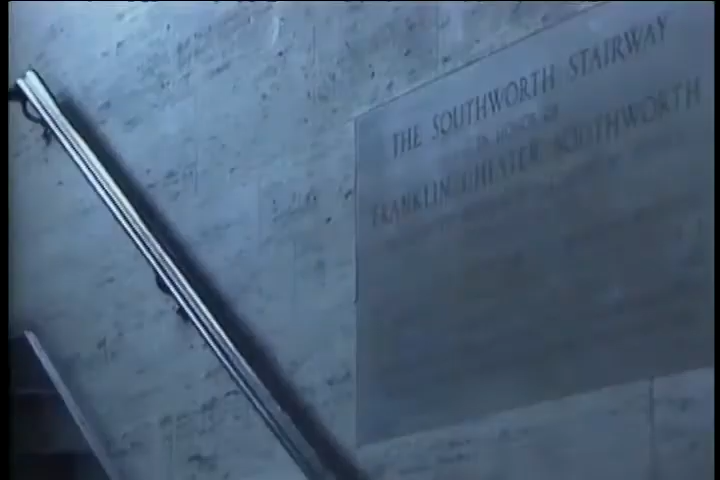 THE SOUTHWORTH STAIRWAY
IN HONOR OF
FRANKLIN CHESTER SOUTHWORTH